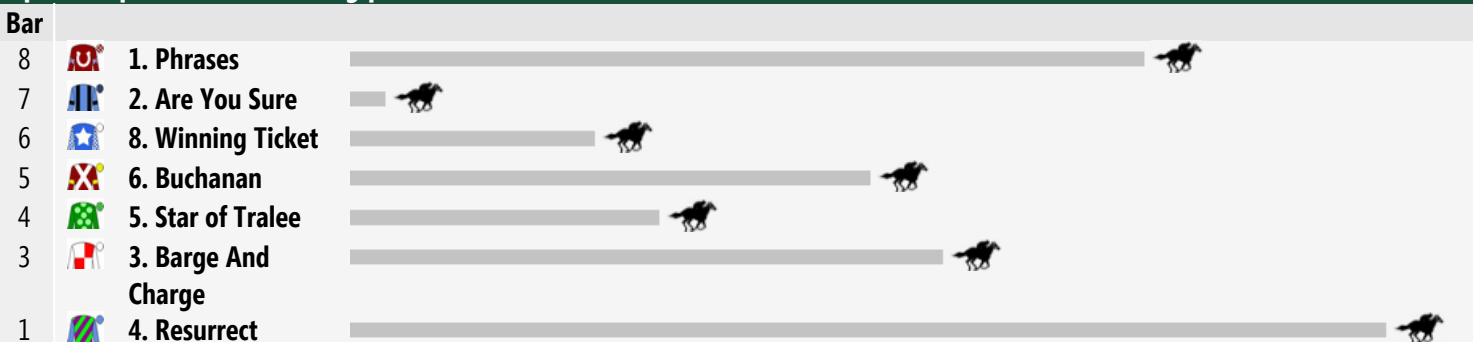 Bar
8 1. Phrases
7 2. Are You Sure
6 8. Winning Ticket
5 6. Buchanan
4 5. Star of Tralee
3 3. Barge And
Charge
1 4. Resurrect